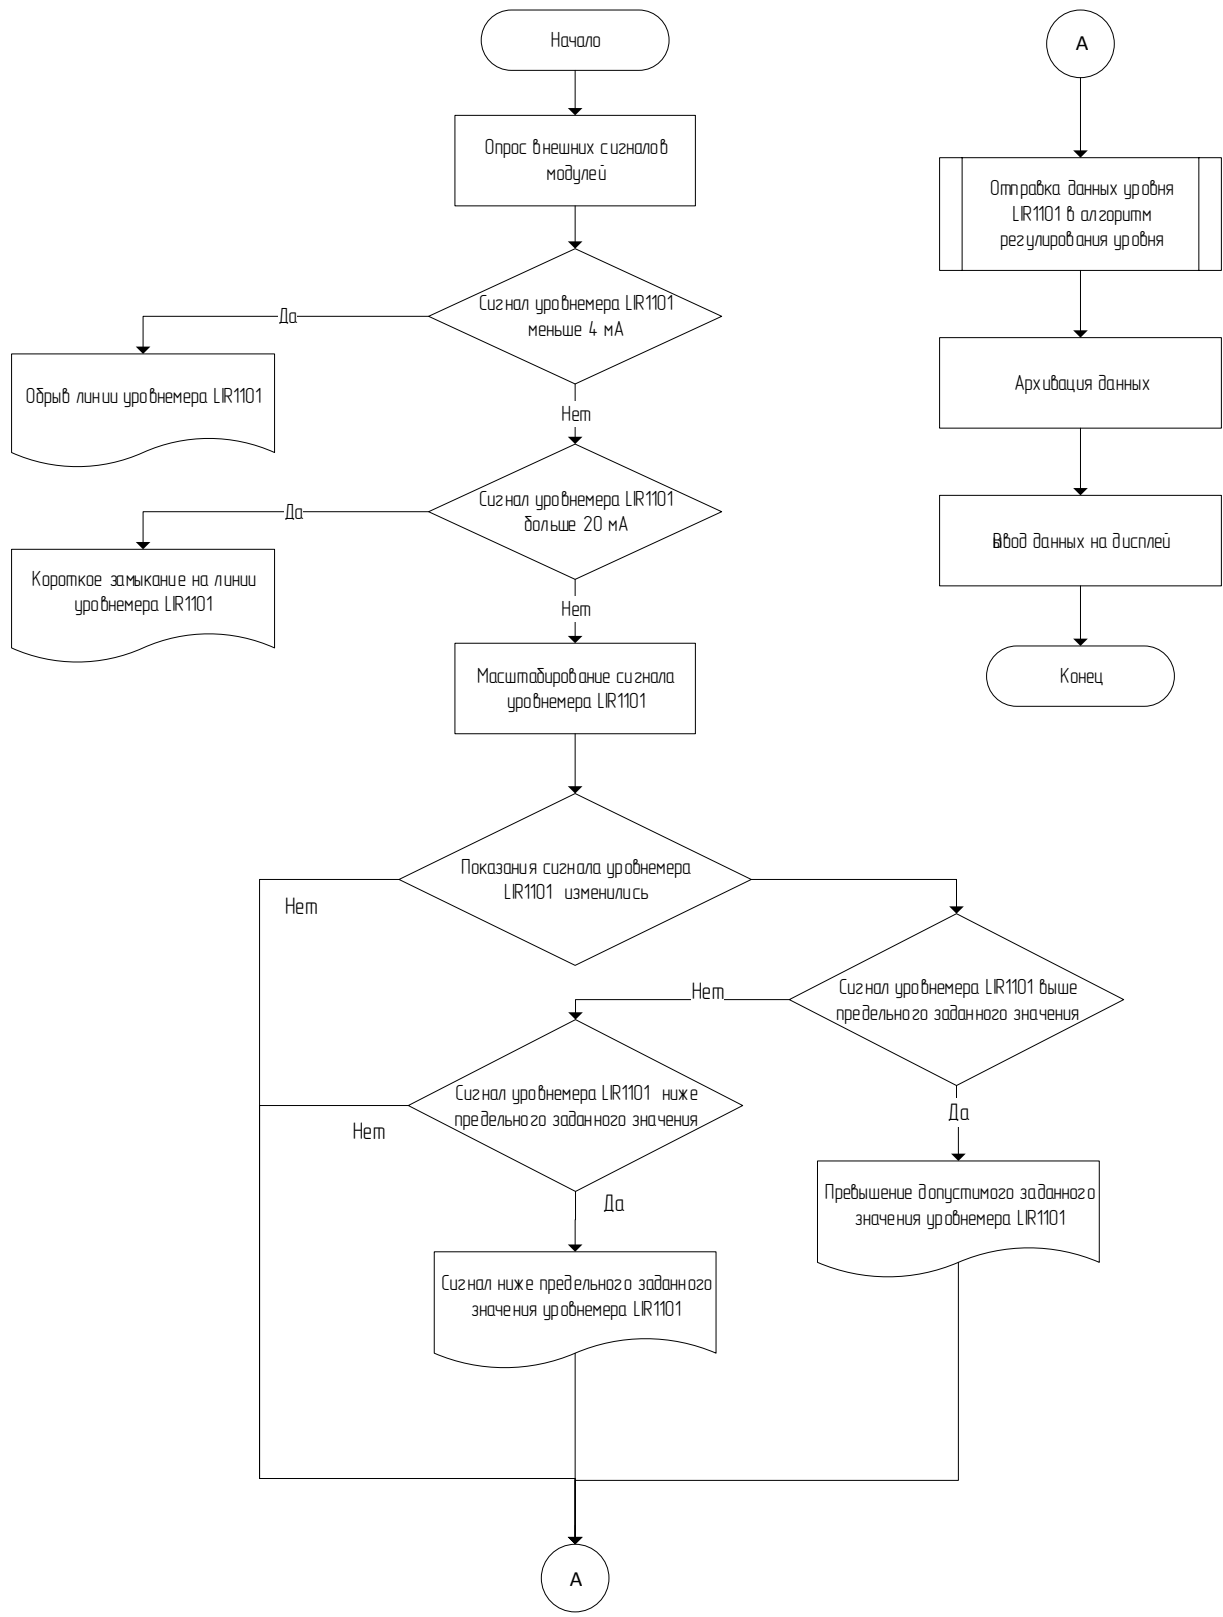 Начало
Опрос внешних сигналов
модулей
Сигнал уровнемера LIR1101
меньше 4 мА
Да
Обрыв линии уровнемера LIR1101
Нет
Сигнал уровнемера LIR1101
больше 20 мА
Да
Короткое замыкание на линии
уровнемера LIR1101
Нет
Масштабирование сигнала
уровнемера LIR1101
Показания сигнала уровнемера
LIR1101 изменились
Нет
Сигнал уровнемера LIR1101 выше
предельного заданного значения
Нет
Сигнал уровнемера LIR1101 ниже
предельного заданного значения
Нет
Да
Да
Превышение допустимого заданного
значения уровнемера LIR1101
Сигнал ниже предельного заданного
значения уровнемера LIR1101
А
А
Отправка данных уровня
LIR1101 в алгоритм
регулирования уровня
Архивация данных
Ввод данных на дисплей
Конец